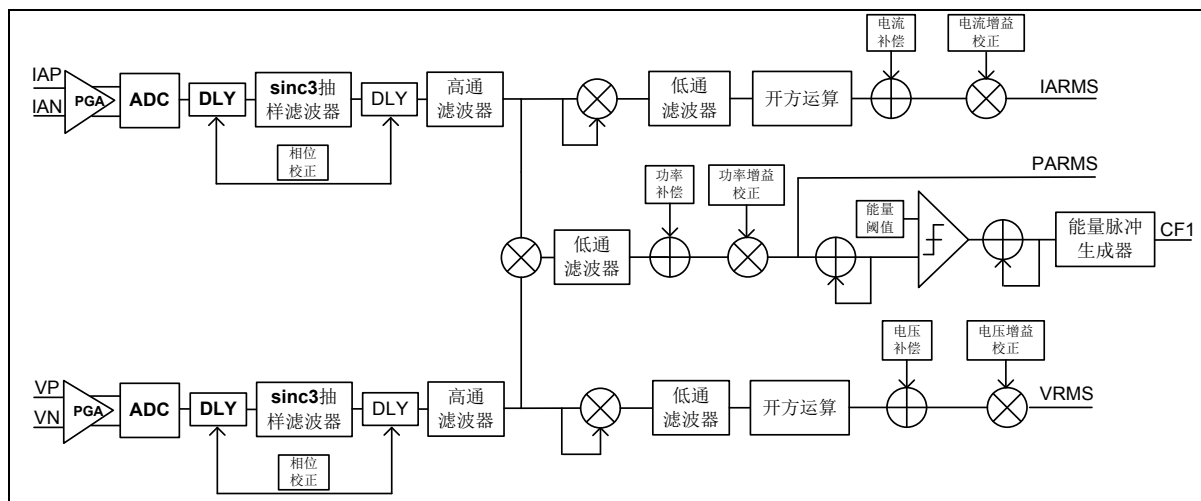 电流
补偿
电流增益
校正
IAP
IAN
PGA
ADC
DLY
sinc3抽
样滤波器
DLY
高通
滤波器
低通
滤波器
开方运算
IARMS
相位
校正
功率
补偿
功率增益
校正
PARMS
能量
阈值
低通
滤波器
能量脉冲
生成器
CF1
电压
补偿
电压增益
校正
VP
VN
PGA
ADC
DLY
sinc3抽
样滤波器
DLY
高通
滤波器
低通
滤波器
开方运算
VRMS
相位
校正